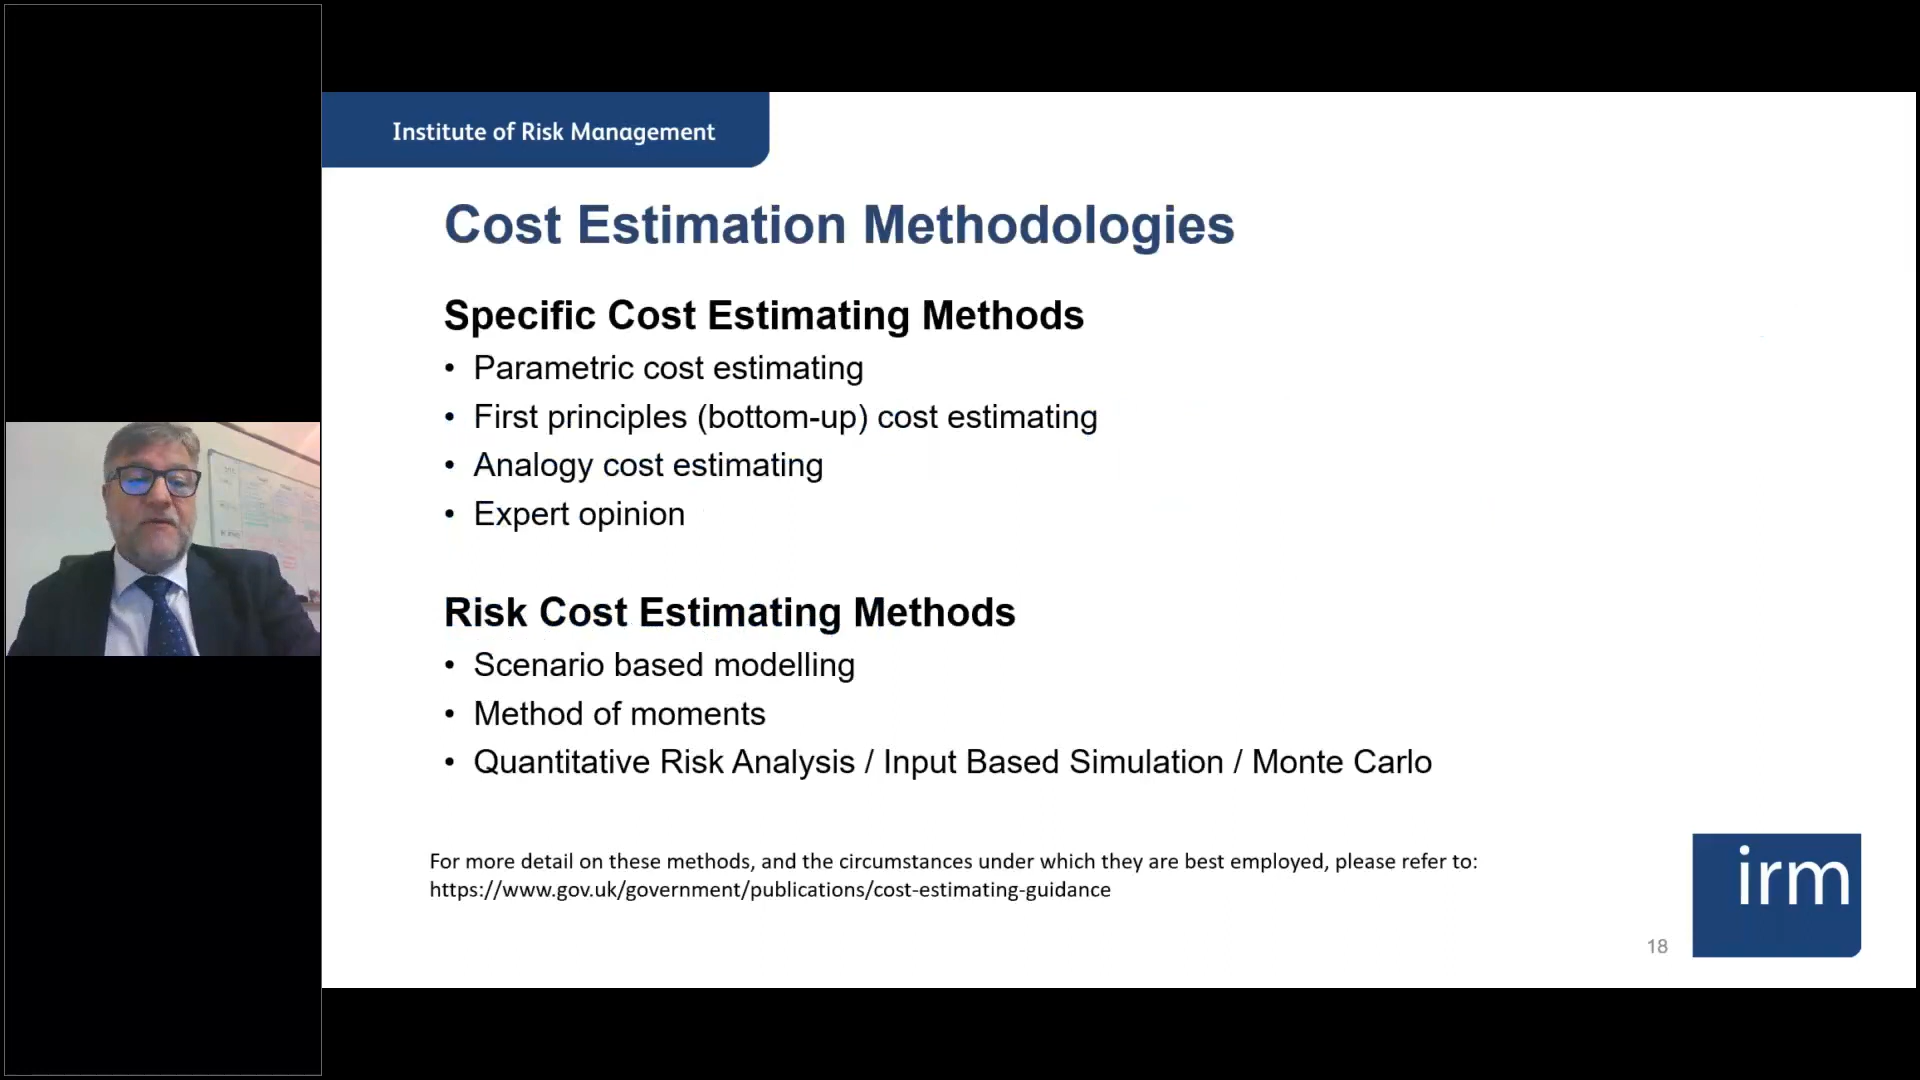 Institute of Risk Management
Cost Estimation Methodologies
Specific Cost Estimating Methods
• Parametric cost estimating
• First principles (bottom-up) cost estimating
• Analogy cost estimating
• Expert opinion
Risk Cost Estimating Methods
• Scenario based modelling
• Method of moments
• Quantitative Risk Analysis / Input Based Simulation / Monte Carlo
For more detail on these methods, and the circumstances under which they are best employed, please refer to:
https://www.gov.uk/government/publications/cost-estimating-guidance
irm
18